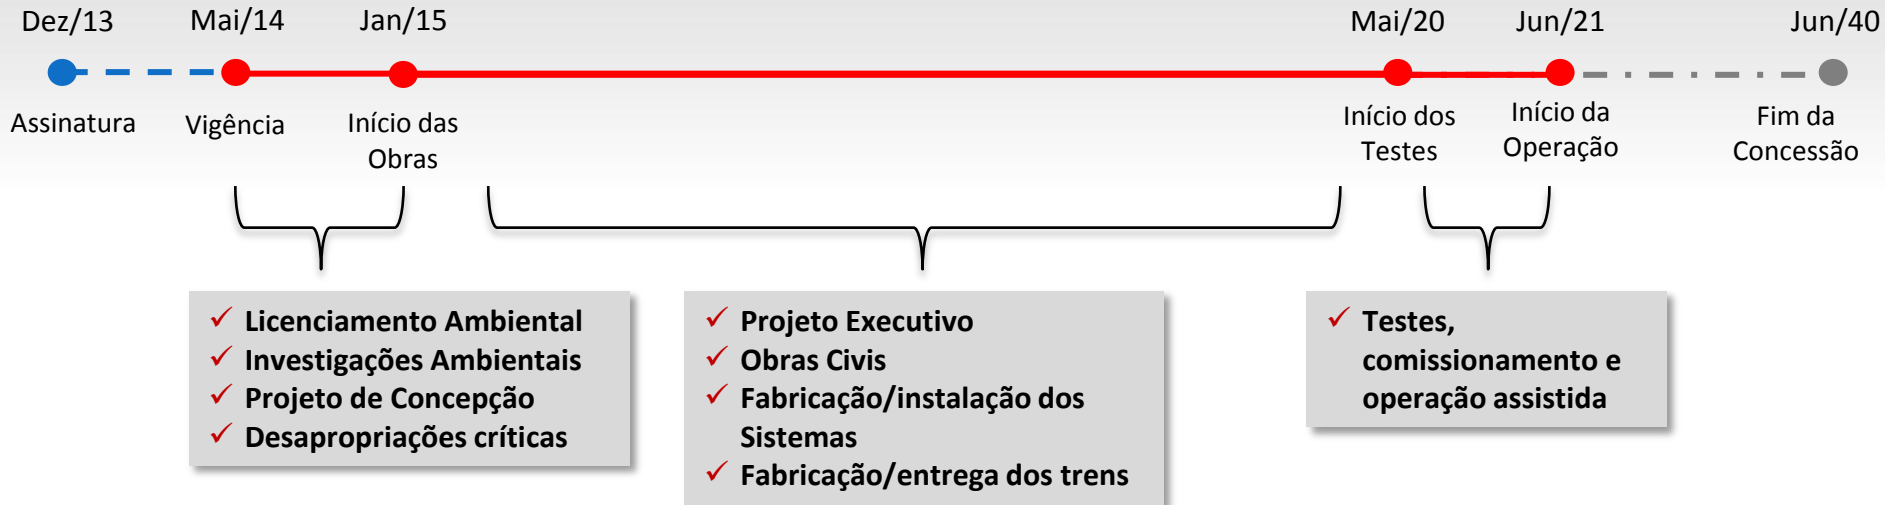 Dez/13
Mai/14
Jan/15
Mai/20
Jun/21
Jun/40
Assinatura
Vigência
Início das
Obras
Início dos
Testes
Início da
Operação
Fim da
Concessão
✓ Licenciamento Ambiental
✓ Investigações Ambientais
✓ Projeto de Concepção
✓ Desapropriações críticas
✓ Projeto Executivo
✓ Obras Civis
✓ Fabricação/instalação dos
Sistemas
✓ Fabricação/entrega dos trens
✓ Testes,
comissionamento e
operação assistida